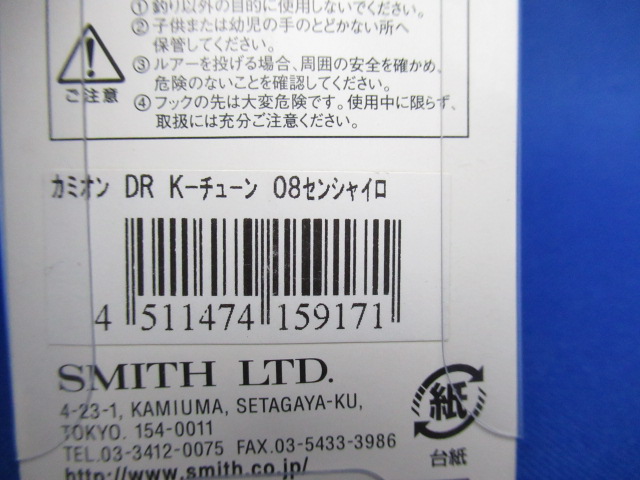 ①釣り以外の目的に使用しないでください。
②子供または幼児の手のとどかない所へ
保管してください。
③ルアーを投げる場合、周囲の安全を確かめ、
危険のないことを確認してください。
④フックの先は大変危険です。使用中に限らず、
取扱には充分ご注意ください。
ご注意
カミオン DR K-チューン 08センシャイロ
4 511474 159171
SMITH LTD.
4-23-1, KAMIUMA, SETAGAYA-KU,
TOKYO. 154-0011
TEL.03-3412-0075 FAX.03-5433-3986
http://www.smith.co.jp/
紙
台紙